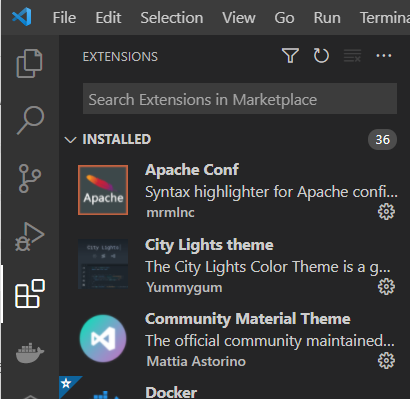 File Edit Selection View Go Run Termina
EXTENSIONS
Search Extensions in Marketplace
INSTALLED 36
Apache Conf
Syntax highlighter for Apache confi...
mrmlnc
Apache
City Lights theme
The City Lights Color Theme is a g...
Yummygum
City Lights
Community Material Theme
The official community maintained...
Mattia Astorino
Docker